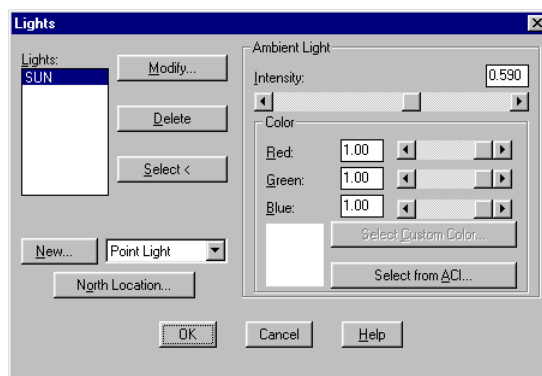 Lights
Lights:
SUN
Modify...
Delete
Select <
New...
Point Light
North Location...
Ambient Light
Intensity:
0.590
Color
Red:
1.00
Green:
1.00
Blue:
1.00
Select Custom Color...
Select from ACI...
OK
Cancel
Help